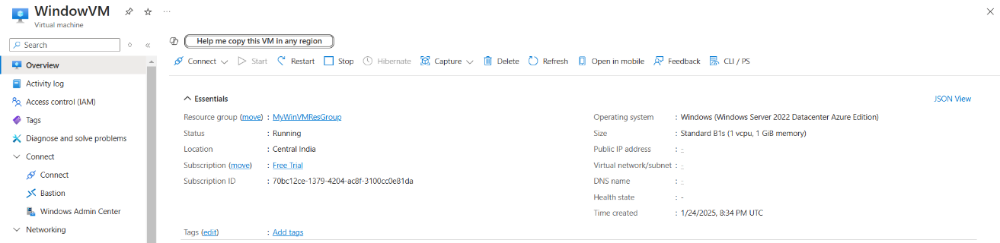 WindowVM
Virtual machine
Search
Overview
Activity log
Access control (IAM)
Tags
Diagnose and solve problems
Connect
Connect
Bastion
Windows Admin Center
Networking
Help me copy this VM in any region
Connect Start Restart Stop Hibernate Capture Delete Refresh Open in mobile Feedback CLI / PS
Essentials
JSON View
Resource group (move) : MyWinVMResGroup
Status : Running
Location : Central India
Subscription (move) : Free Trial
Subscription ID : 70bc12ce-1379-4204-ac8f-3100cc0e81da
Operating system : Windows (Windows Server 2022 Datacenter Azure Edition)
Size : Standard B1s (1 vcpu, 1 GiB memory)
Public IP address : -
Virtual network/subnet : -
DNS name : -
Health state : -
Time created : 1/24/2025, 8:34 PM UTC
Tags (edit) : Add tags